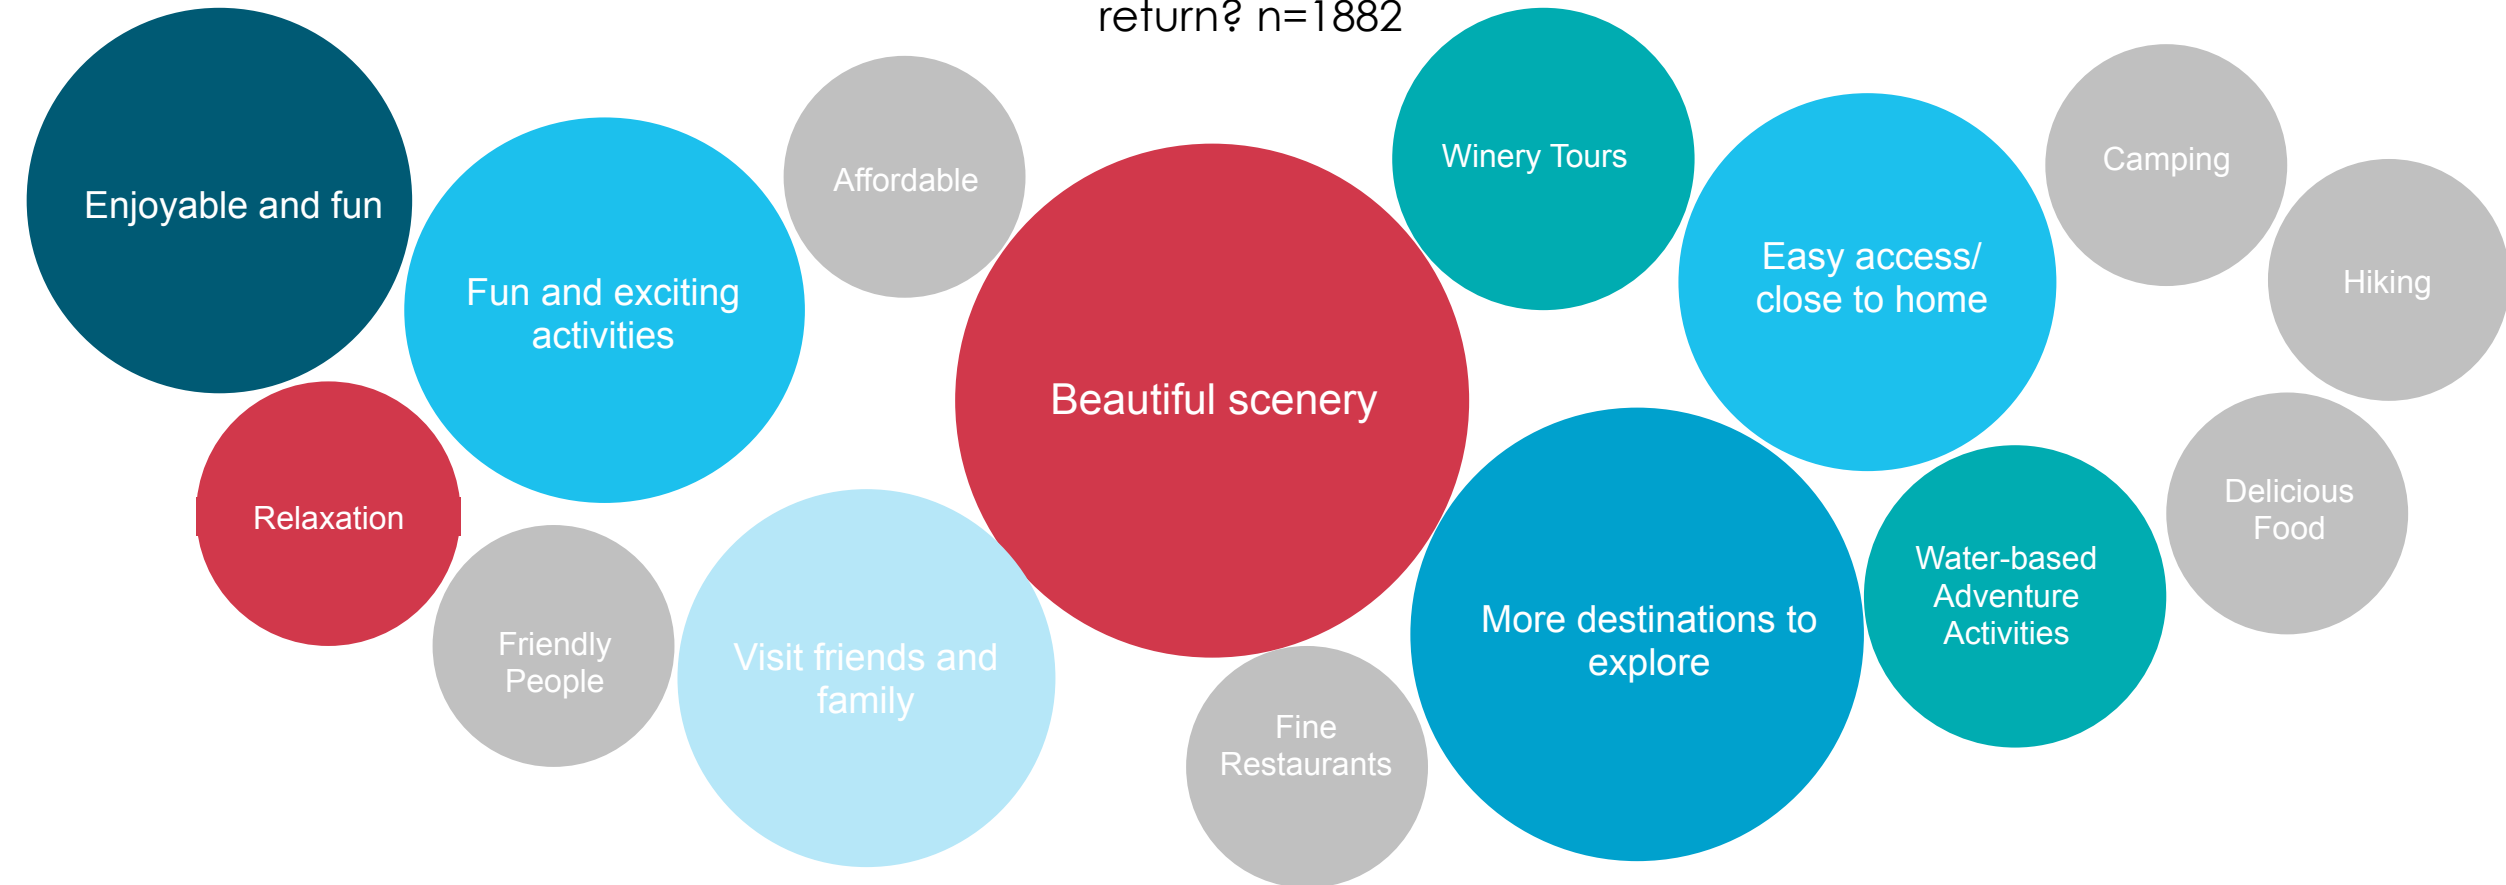 return? n=1882
Enjoyable and fun
Fun and exciting
activities
Affordable
Winery Tours
Camping
Easy access/
close to home
Hiking
Beautiful scenery
Relaxation
Delicious
Food
Water-based
Adventure
Activities
More destinations to
explore
Friendly
People
Visit friends and
family
Fine
Restaurants